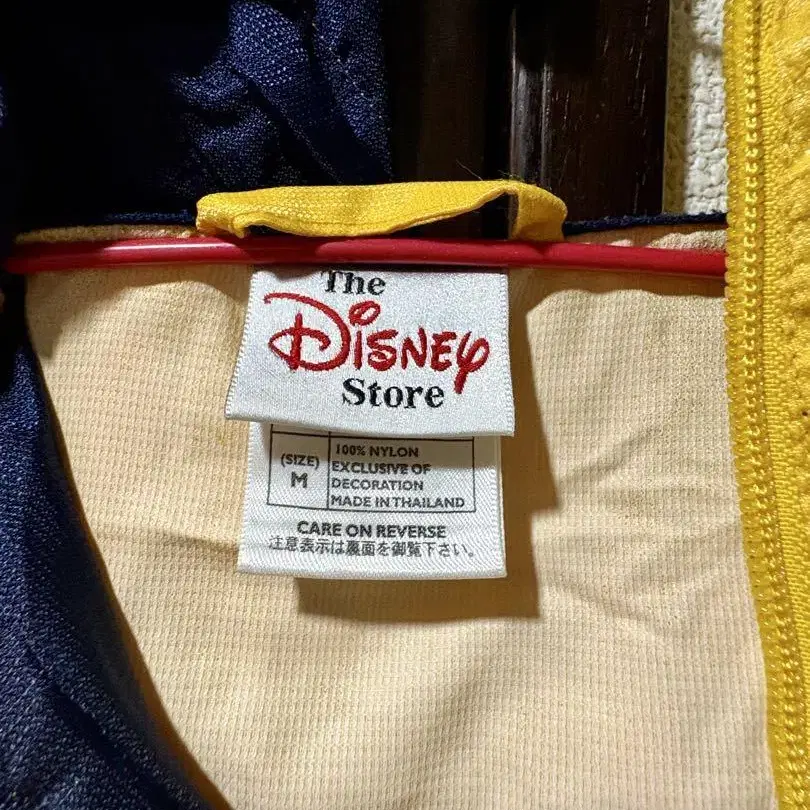 The
Disney
Store
(SIZE)
M
100% NYLON
EXCLUSIVE OF
DECORATION
MADE IN THAILAND
CARE ON REVERSE
注意表示は裏面を御覧下さい。